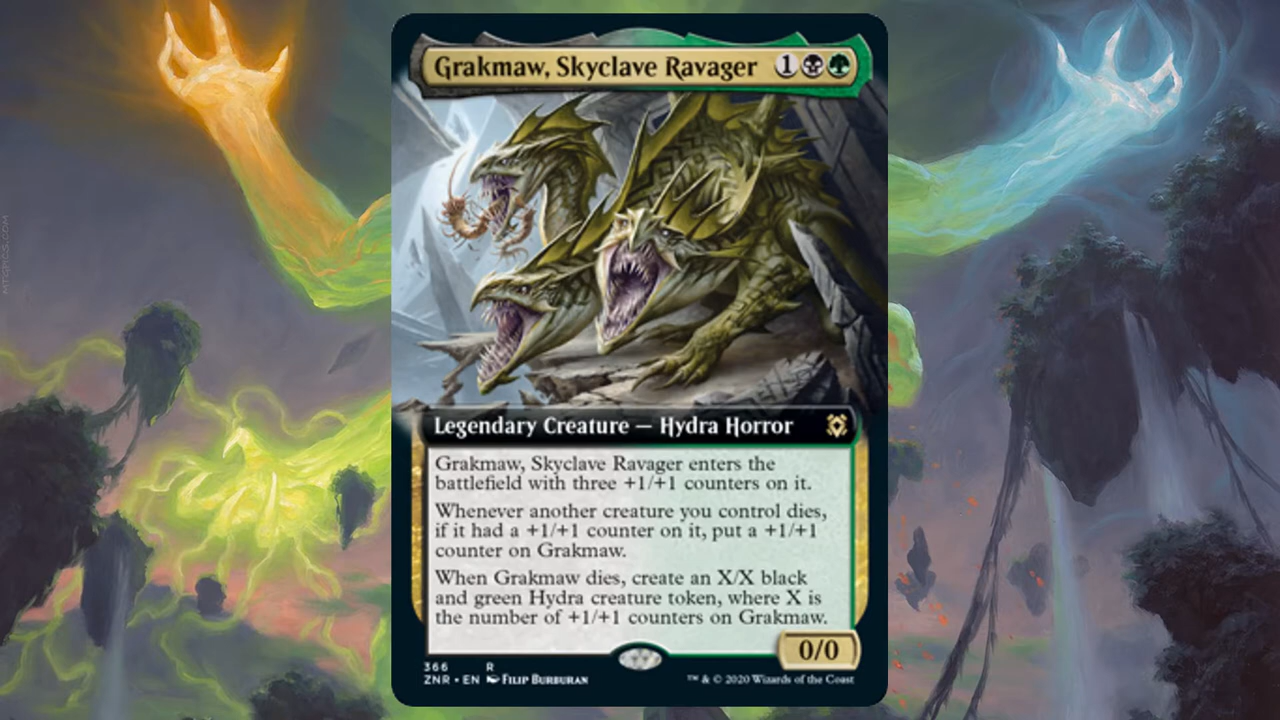 Grakmaw, Skyclave Ravager 1
Legendary Creature — Hydra Horror
Grakmaw, Skyclave Ravager enters the
battlefield with three +1/+1 counters on it.
Whenever another creature you control dies,
if it had a +1/+1 counter on it, put a +1/+1
counter on Grakmaw.
When Grakmaw dies, create an X/X black
and green Hydra creature token, where X is
the number of +1/+1 counters on Grakmaw.
0/0
366 R
ZNR • EN Filip Burburan
™ & © 2020 Wizards of the Coast